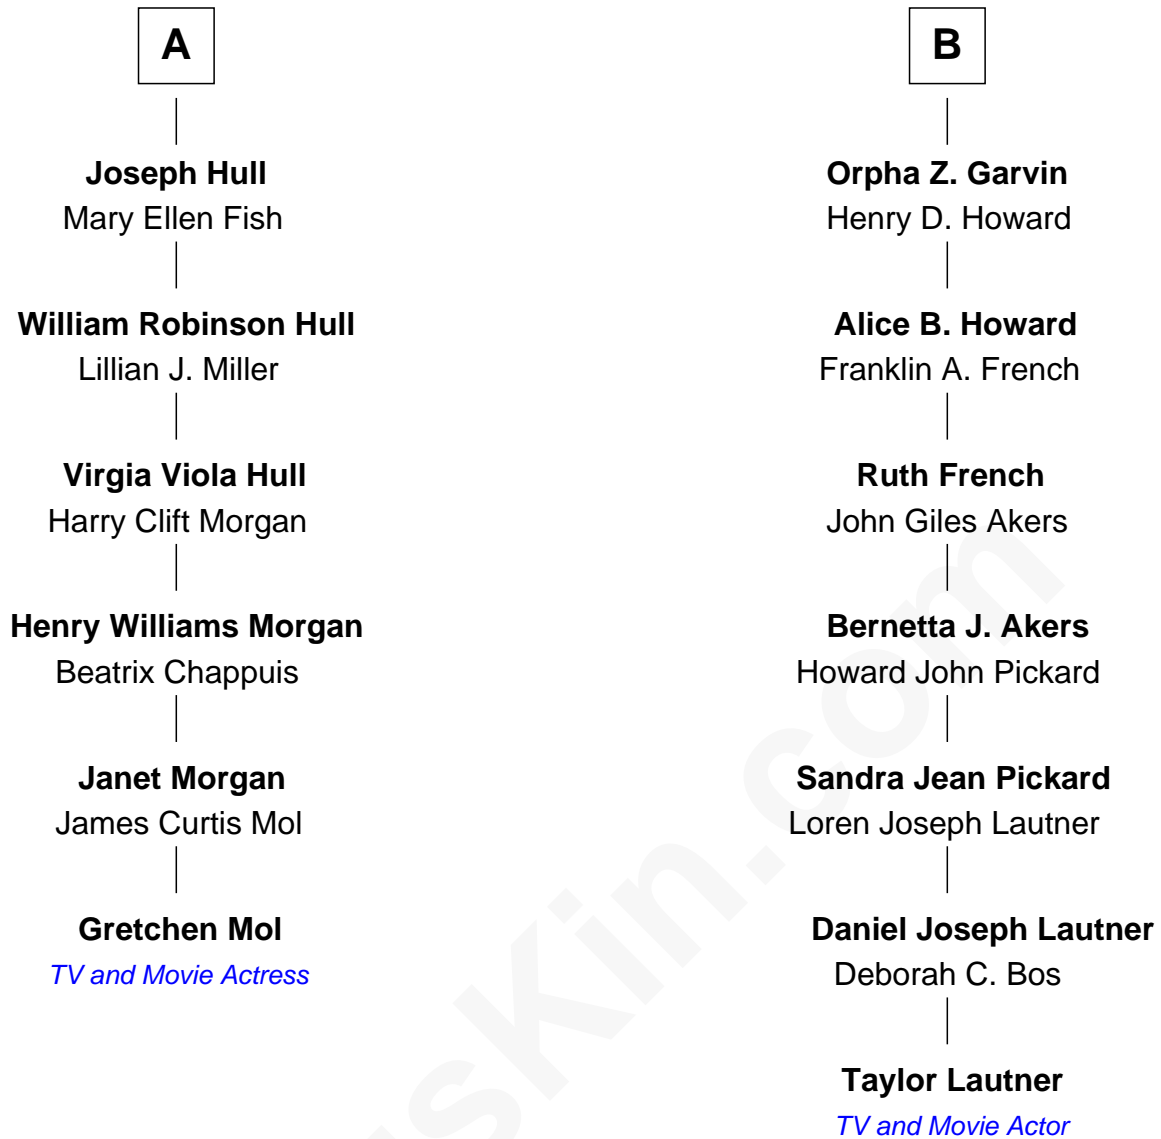 A
Joseph Hull
Mary Ellen Fish
William Robinson Hull
Lillian J. Miller
Virgia Viola Hull
Harry Clift Morgan
Henry Williams Morgan
Beatrix Chappuis
Janet Morgan
James Curtis Mol
Gretchen Mol
TV and Movie Actress
B
Orpha Z. Garvin
Henry D. Howard
Alice B. Howard
Franklin A. French
Ruth French
John Giles Akers
Bernetta J. Akers
Howard John Pickard
Sandra Jean Pickard
Loren Joseph Lautner
Daniel Joseph Lautner
Deborah C. Bos
Taylor Lautner
TV and Movie Actor
sKin.com